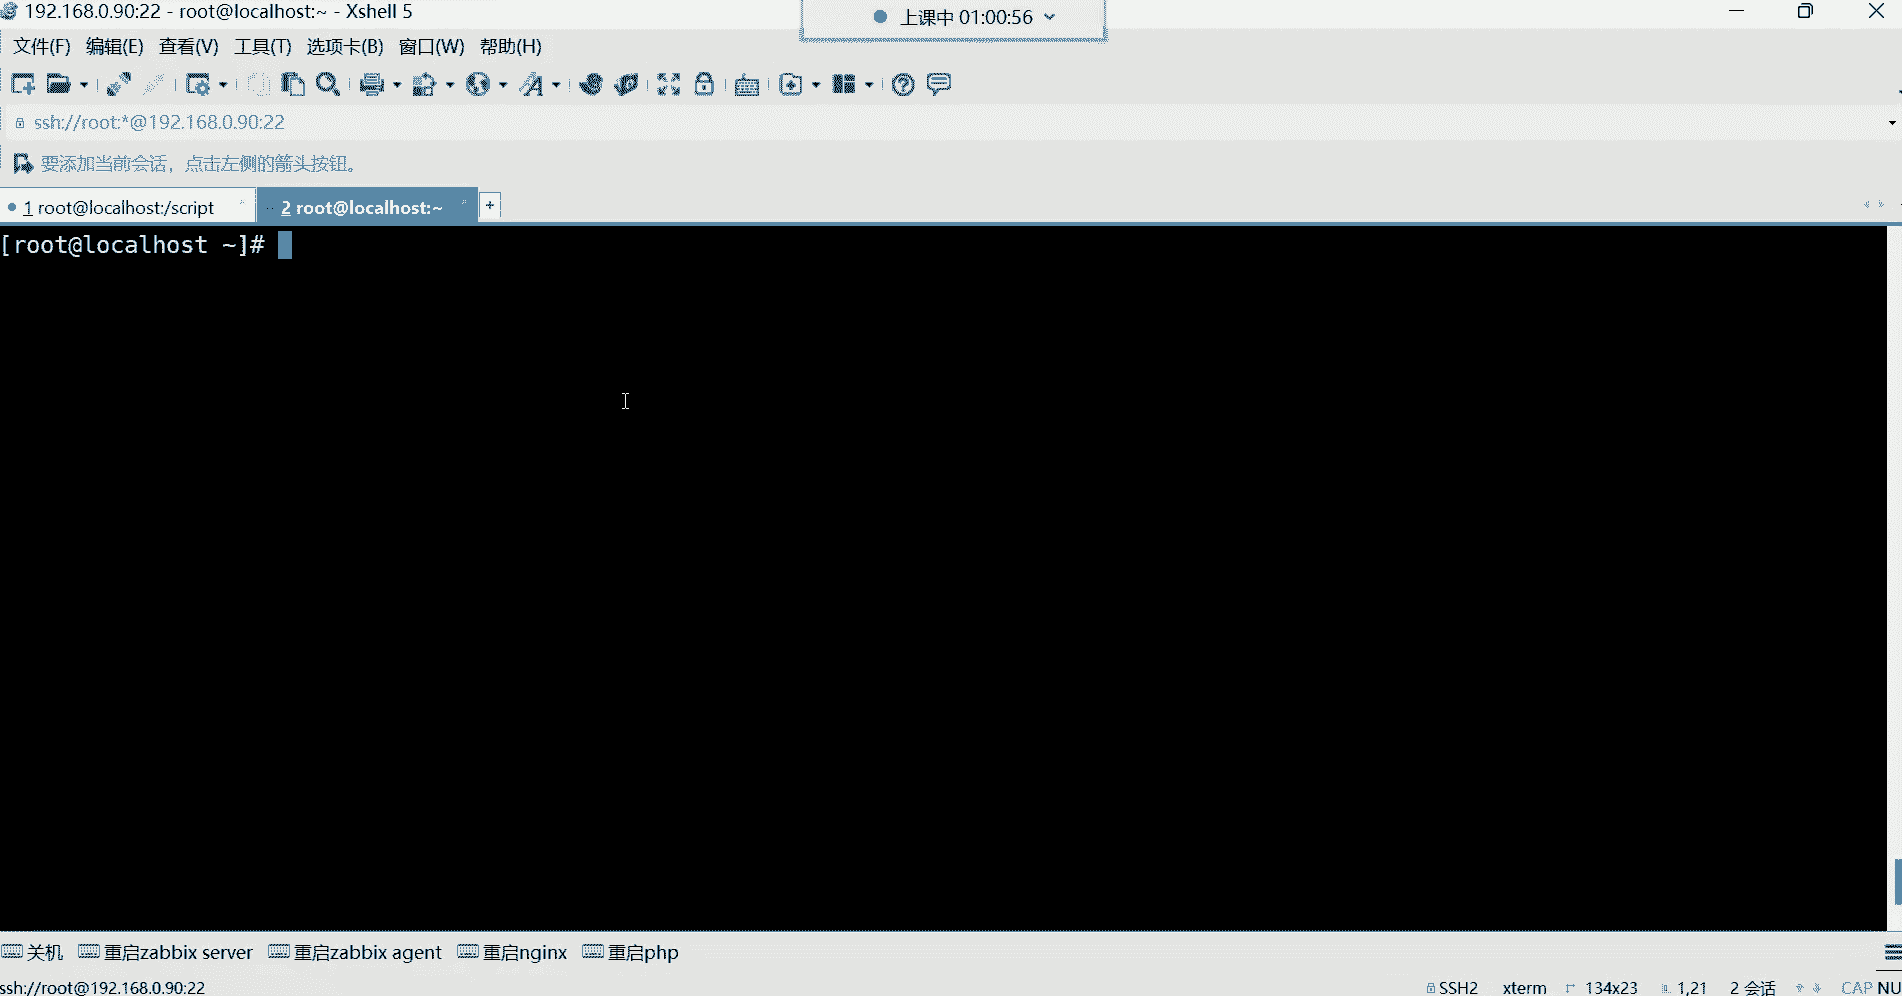 192.168.0.90:22 - root@localhost:~ - Xshell 5
上课中 01:00:56
文件(F) 编辑(E) 查看(V) 工具(T) 选项卡(B) 窗口(W) 帮助(H)
ssh://root:*@192.168.0.90:22
要添加当前会话，点击左侧的箭头按钮。
1 root@localhost:/script 2 root@localhost:~ +
[root@localhost ~]#
关机 重启zabbix server 重启zabbix agent 重启nginx 重启php
ssh://root@192.168.0.90:22 SSH2 xterm 134x23 1,21 2 会话 CAP NU